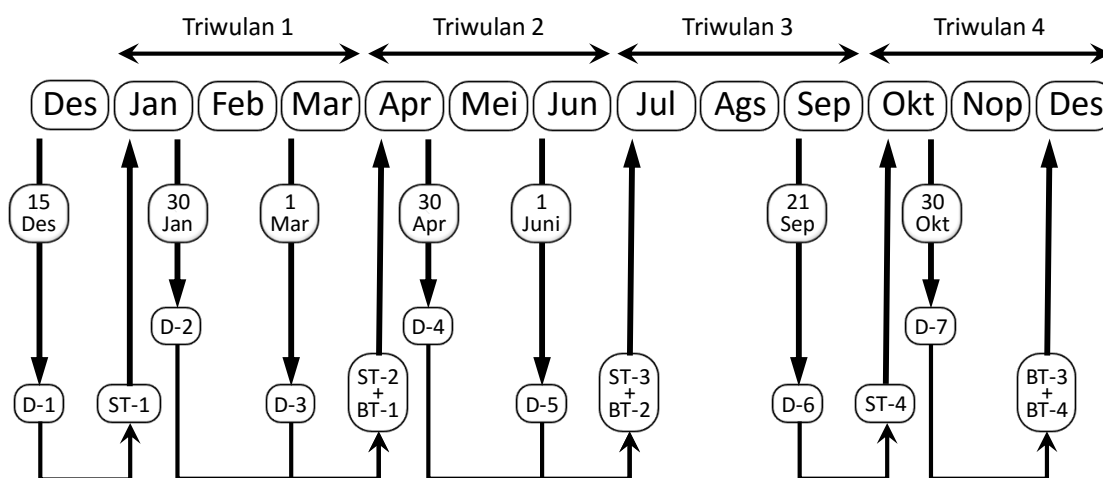 Triwulan 1
Triwulan 2
Triwulan 3
Triwulan 4
Des
Jan
Feb
Mar
Apr
Mei
Jun
Jul
Ags
Sep
Okt
Nop
Des
15
Des
30
Jan
1
Mar
30
Apr
1
Juni
21
Sep
30
Okt
D-2
D-4
D-7
D-1
ST-1
D-3
ST-2
+
BT-1
D-5
ST-3
+
BT-2
D-6
ST-4
BT-3
+
BT-4